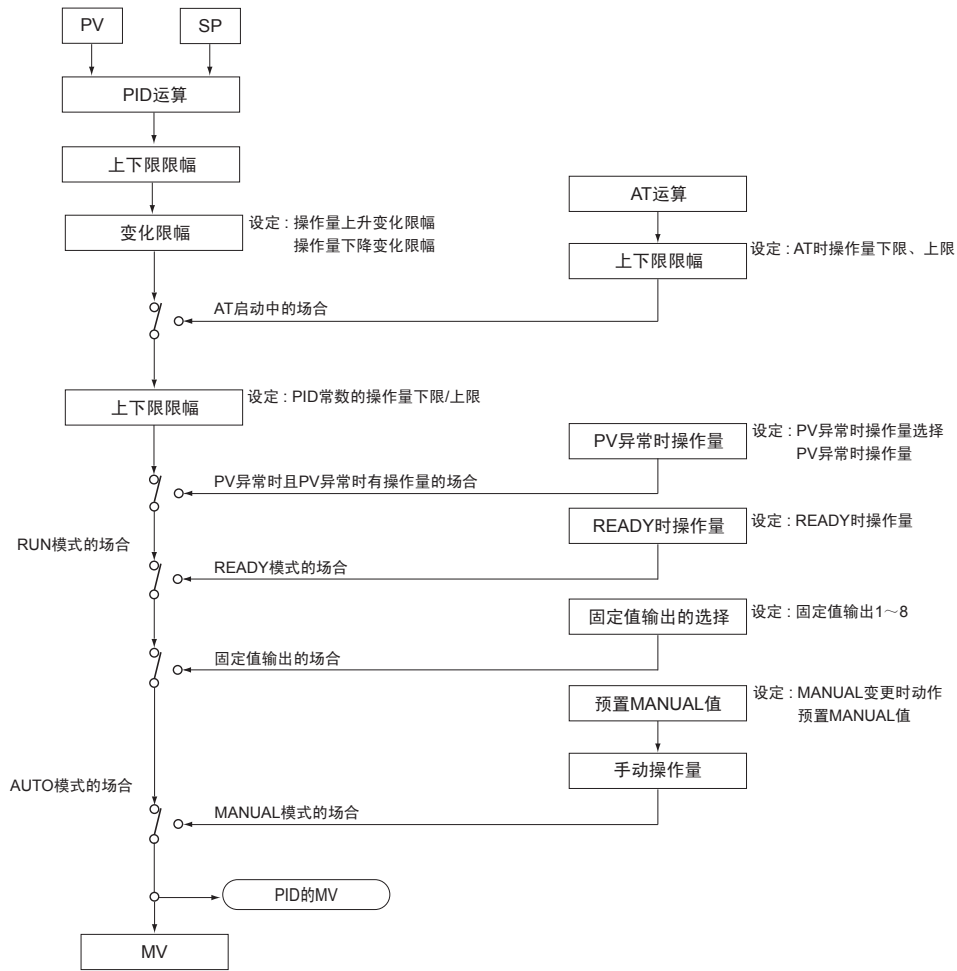 PV
SP
PID运算
上下限限幅
AT运算
变化限幅
设定 : 操作量上升变化限幅
操作量下降变化限幅
上下限限幅
设定 : AT时操作量下限、上限
AT启动中的场合
上下限限幅
设定 : PID常数的操作量下限/上限
PV异常时操作量
设定 : PV异常时操作量选择
PV异常时操作量
PV异常时且PV异常时有操作量的场合
READY时操作量
设定 : READY时操作量
RUN模式的场合
READY模式的场合
固定值输出的选择
设定 : 固定值输出1～8
固定值输出的场合
预置MANUAL值
设定 : MANUAL变更时动作
预置MANUAL值
手动操作量
AUTO模式的场合
MANUAL模式的场合
PID的MV
MV